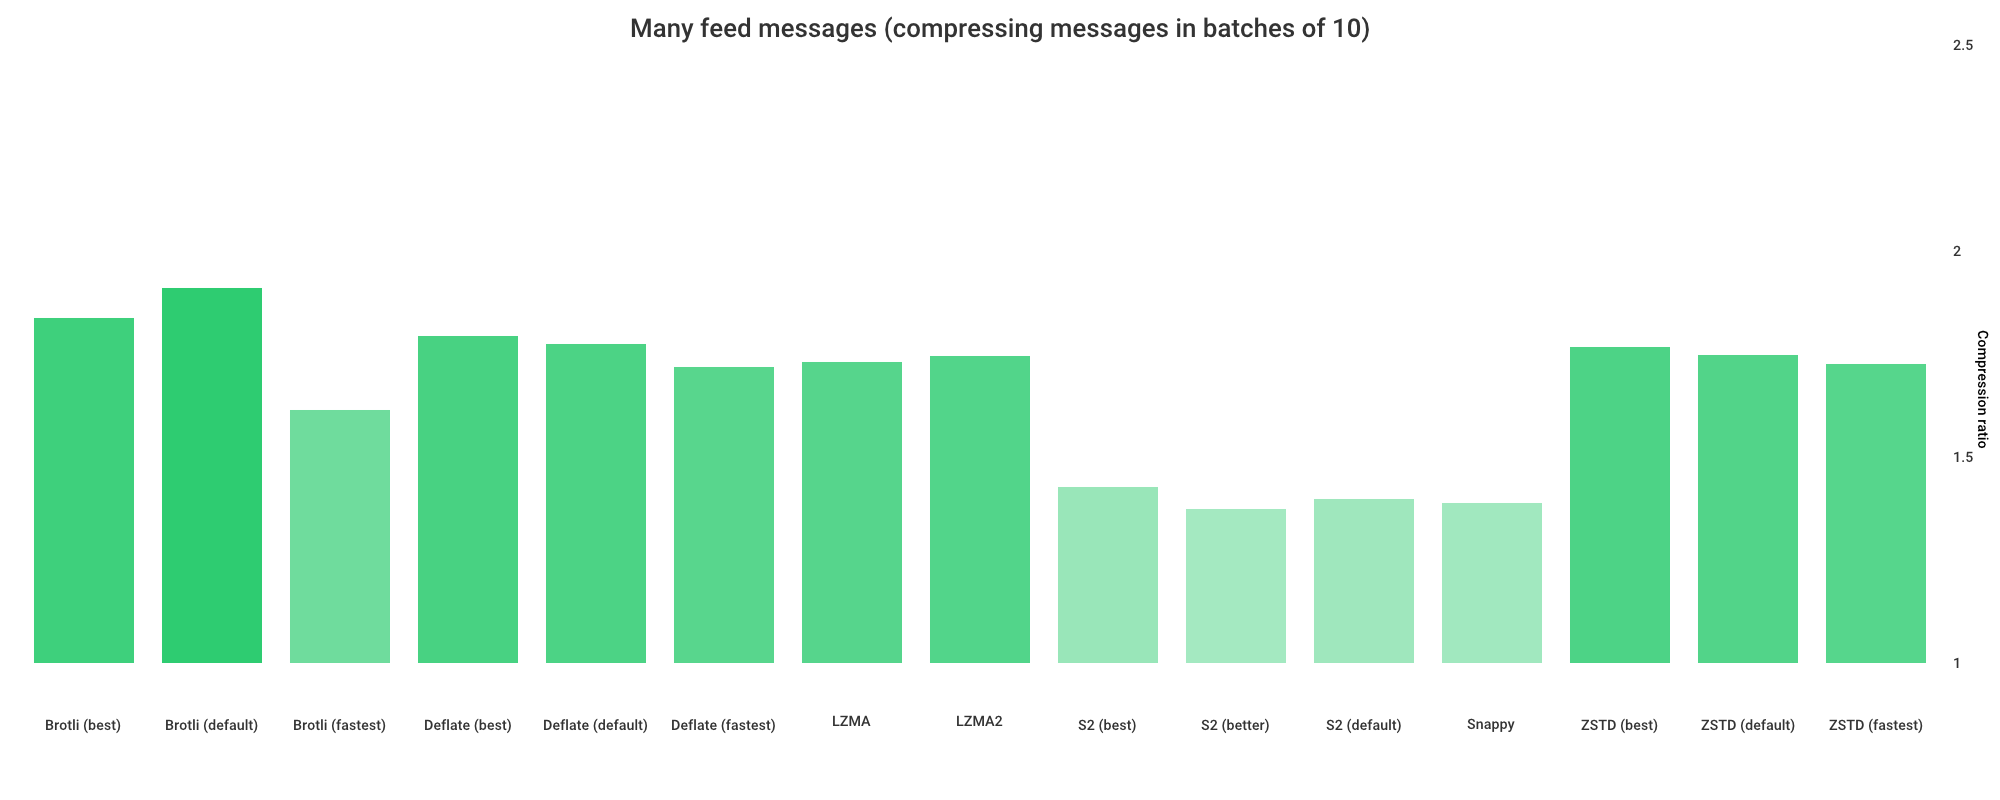 Many feed messages (compressing messages in batches of 10)
2.5
2
1.5
1
Compression ratio
Brotli (best)
Brotli (default)
Brotli (fastest)
Deflate (best)
Deflate (default)
Deflate (fastest)
LZMA
LZMA2
S2 (best)
S2 (better)
S2 (default)
Snappy
ZSTD (best)
ZSTD (default)
ZSTD (fastest)